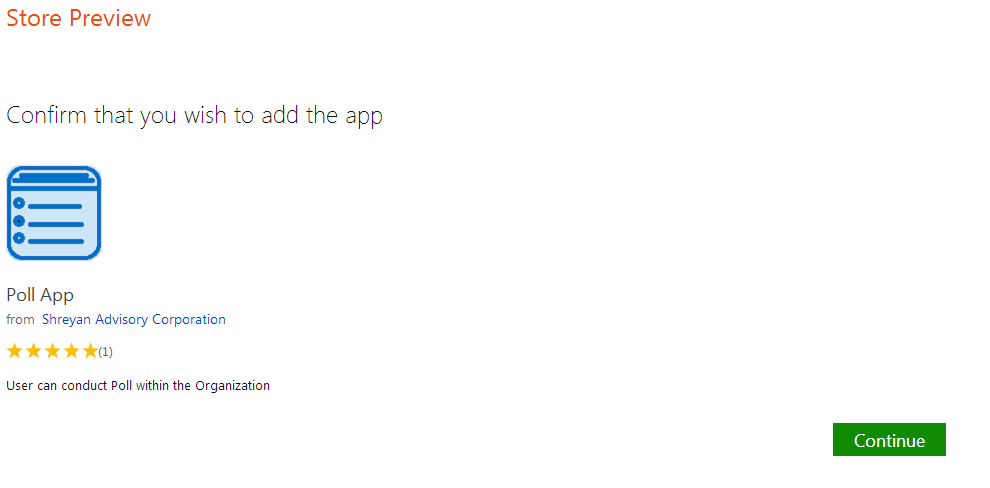 Store Preview
Confirm that you wish to add the app
Poll App
from Shreyan Advisory Corporation
(1)
User can conduct Poll within the Organization
Continue